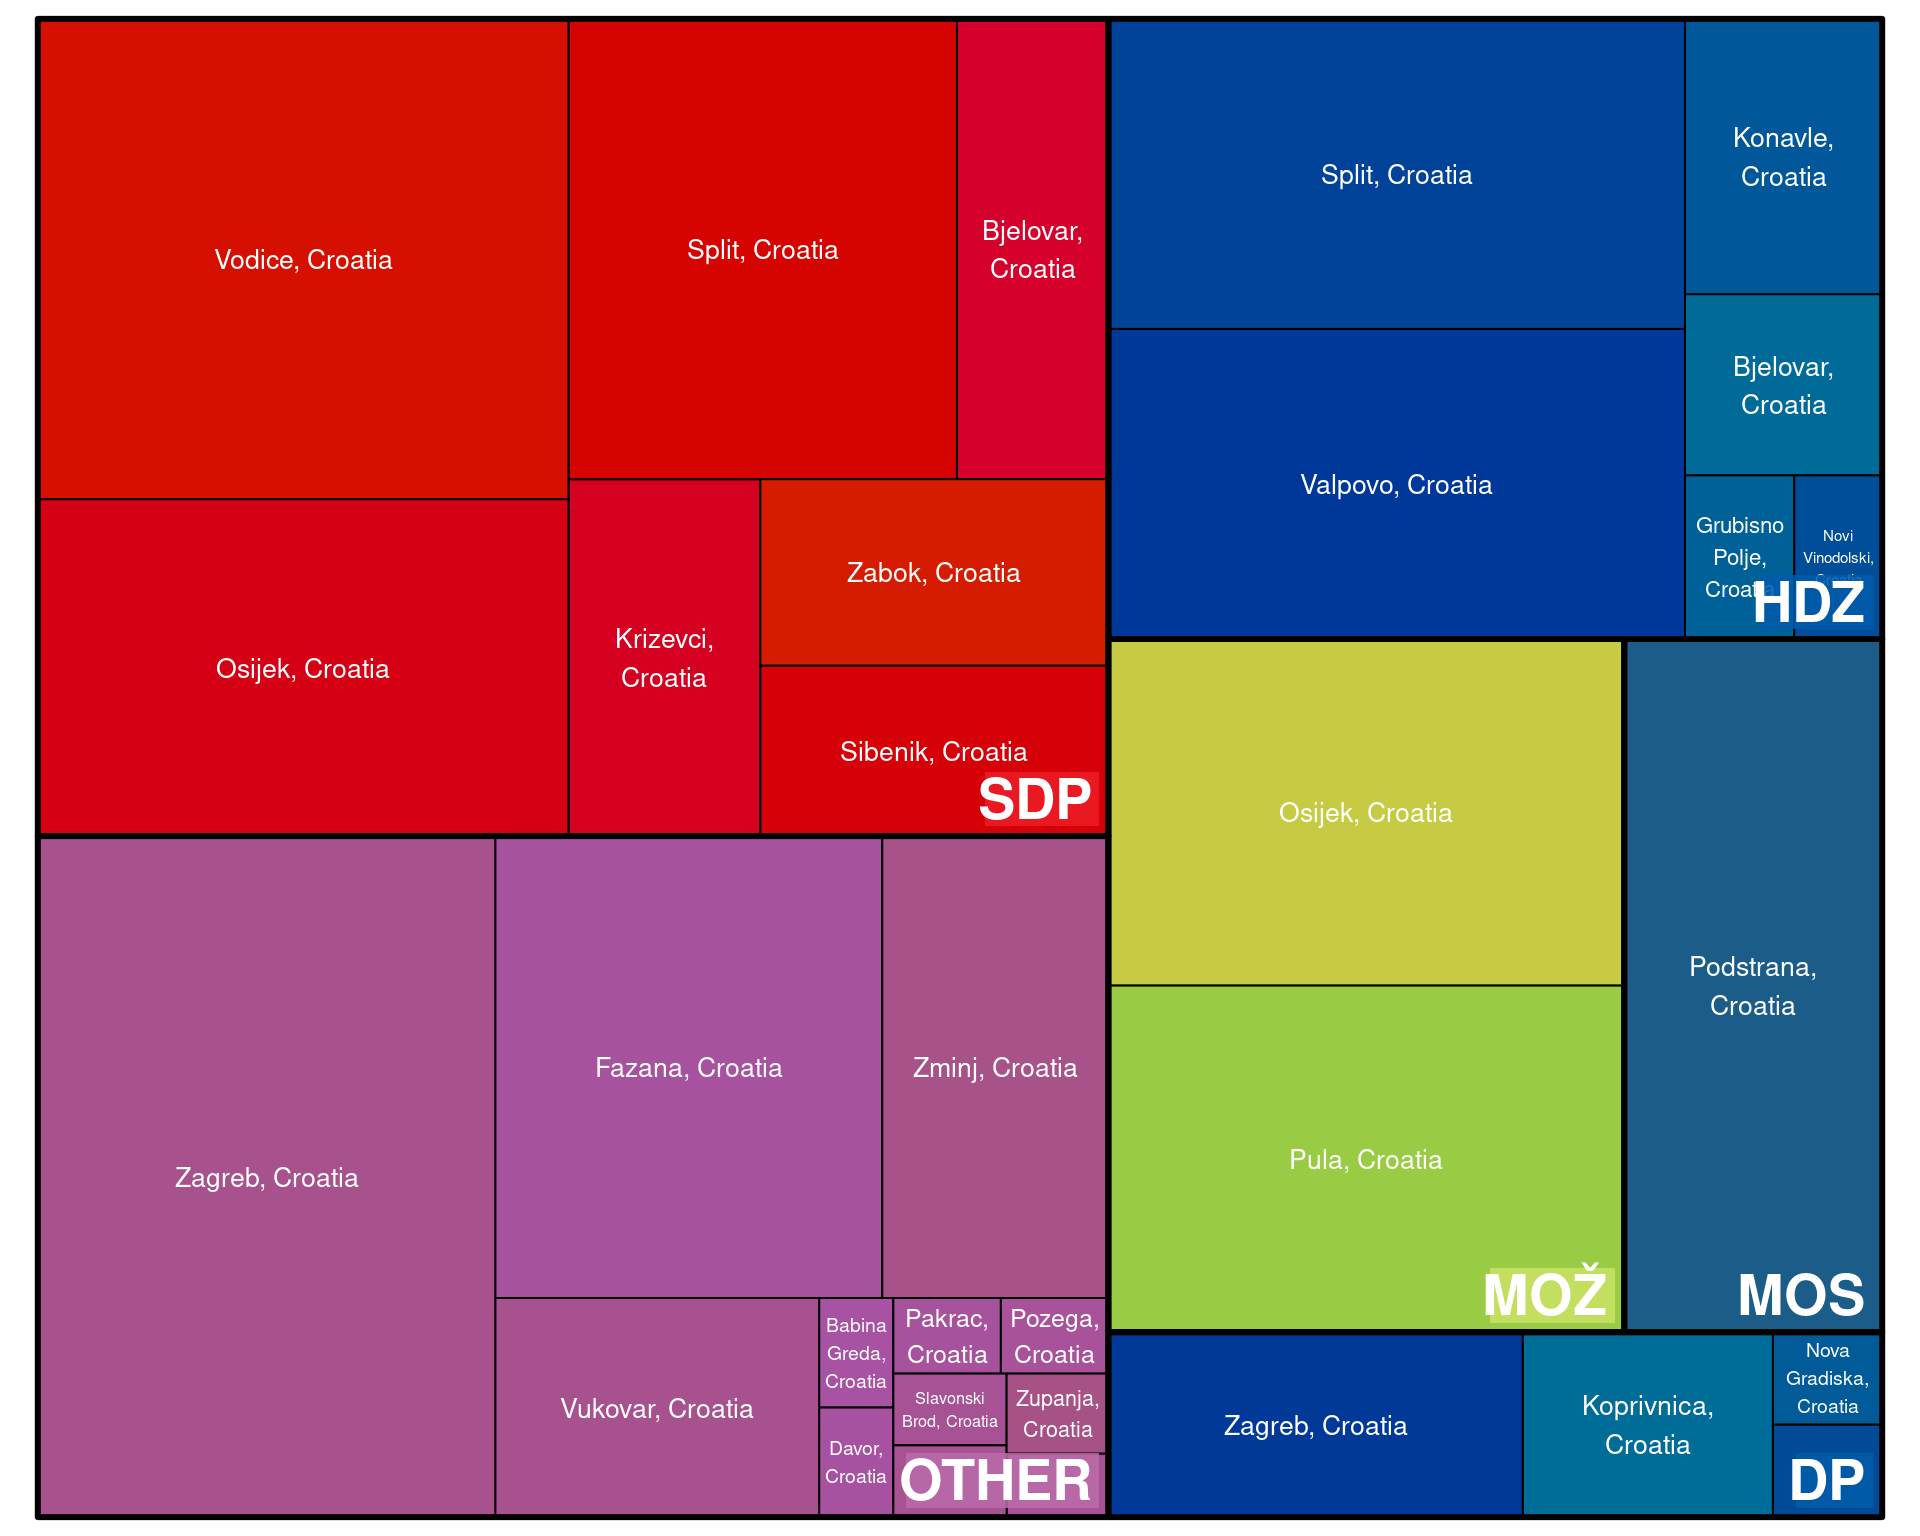 Vodice, Croatia
Split, Croatia
Bjelovar,
Croatia
Osijek, Croatia
Krizevci,
Croatia
Zabok, Croatia
Sibenik, Croatia
SDP
Split, Croatia
Konavle,
Croatia
Valpovo, Croatia
Bjelovar,
Croatia
Grubisno
Polje,
Croatia
Novi
Vinodolski,
Croatia
HDZ
Osijek, Croatia
Pula, Croatia
MOŽ
Podstrana,
Croatia
MOS
Zagreb, Croatia
Fazana, Croatia
Zminj, Croatia
Vukovar, Croatia
Babina
Greda,
Croatia
Davor,
Croatia
Pakrac,
Croatia
Pozega,
Croatia
Slavonski
Brod, Croatia
Zupanja,
Croatia
OTHER
Zagreb, Croatia
Koprivnica,
Croatia
Nova
Gradiska,
Croatia
DP